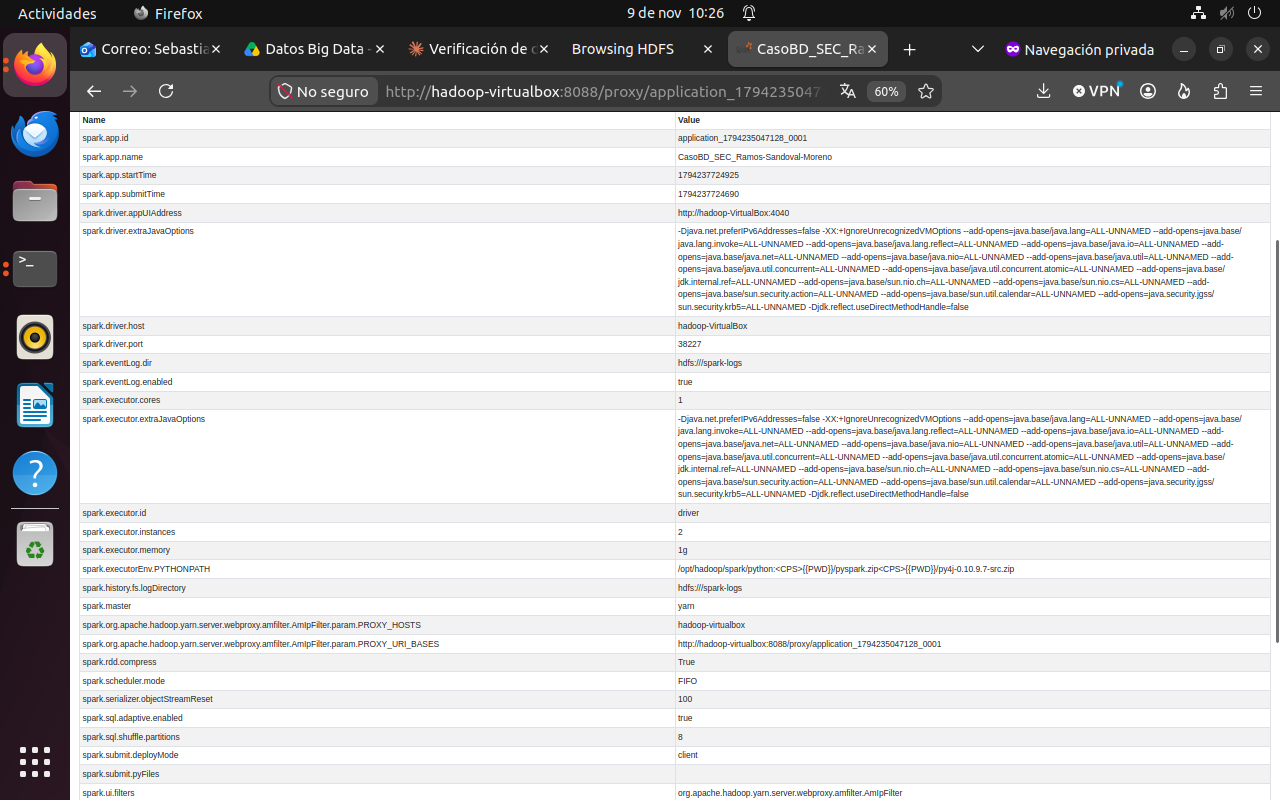 Actividades
Firefox
9 de nov 10:26
Correo: Sebastia
Datos Big Data -
Verificación de c
Browsing HDFS
CasoBD_SEC_Ra
Navegación privada
No seguro
http://hadoop-virtualbox:8088/proxy/application_1794235047
60%
VPN
Name Value
spark.app.id application_1794235047128_0001
spark.app.name CasoBD_SEC_Ramos-Sandoval-Moreno
spark.app.startTime 1794237724925
spark.app.submitTime 1794237724690
spark.driver.appUIAddress http://hadoop-VirtualBox:4040
spark.driver.extraJavaOptions -Djava.net.preferIPv6Addresses=false -XX:+IgnoreUnrecognizedVMOptions --add-opens=java.base/java.lang=ALL-UNNAMED --add-opens=java.base/
java.lang.invoke=ALL-UNNAMED --add-opens=java.base/java.lang.reflect=ALL-UNNAMED --add-opens=java.base/java.io=ALL-UNNAMED --add-
opens=java.base/java.net=ALL-UNNAMED --add-opens=java.base/java.nio=ALL-UNNAMED --add-opens=java.base/java.util=ALL-UNNAMED --add-
opens=java.base/java.util.concurrent=ALL-UNNAMED --add-opens=java.base/java.util.concurrent.atomic=ALL-UNNAMED --add-opens=java.base/
jdk.internal.ref=ALL-UNNAMED --add-opens=java.base/sun.nio.ch=ALL-UNNAMED --add-opens=java.base/sun.nio.cs=ALL-UNNAMED --add-
opens=java.base/sun.security.action=ALL-UNNAMED --add-opens=java.base/sun.util.calendar=ALL-UNNAMED --add-opens=java.security.jgss/
sun.security.krb5=ALL-UNNAMED -Djdk.reflect.useDirectMethodHandle=false
spark.driver.host hadoop-VirtualBox
spark.driver.port 38227
spark.eventLog.dir hdfs:///spark-logs
spark.eventLog.enabled true
spark.executor.cores 1
spark.executor.extraJavaOptions -Djava.net.preferIPv6Addresses=false -XX:+IgnoreUnrecognizedVMOptions --add-opens=java.base/java.lang=ALL-UNNAMED --add-opens=java.base/
java.lang.invoke=ALL-UNNAMED --add-opens=java.base/java.lang.reflect=ALL-UNNAMED --add-opens=java.base/java.io=ALL-UNNAMED --add-
opens=java.base/java.net=ALL-UNNAMED --add-opens=java.base/java.nio=ALL-UNNAMED --add-opens=java.base/java.util=ALL-UNNAMED --add-
opens=java.base/java.util.concurrent=ALL-UNNAMED --add-opens=java.base/java.util.concurrent.atomic=ALL-UNNAMED --add-opens=java.base/
jdk.internal.ref=ALL-UNNAMED --add-opens=java.base/sun.nio.ch=ALL-UNNAMED --add-opens=java.base/sun.nio.cs=ALL-UNNAMED --add-
opens=java.base/sun.security.action=ALL-UNNAMED --add-opens=java.base/sun.util.calendar=ALL-UNNAMED --add-opens=java.security.jgss/
sun.security.krb5=ALL-UNNAMED -Djdk.reflect.useDirectMethodHandle=false
spark.executor.id driver
spark.executor.instances 2
spark.executor.memory 1g
spark.executorEnv.PYTHONPATH /opt/hadoop/spark/python:<CPS>{{PWD}}/pyspark.zip<CPS>{{PWD}}/py4j-0.10.9.7-src.zip
spark.history.fs.logDirectory hdfs:///spark-logs
spark.master yarn
spark.org.apache.hadoop.yarn.server.webproxy.amfilter.AmIpFilter.param.PROXY_HOSTS hadoop-virtualbox
spark.org.apache.hadoop.yarn.server.webproxy.amfilter.AmIpFilter.param.PROXY_URI_BASES http://hadoop-virtualbox:8088/proxy/application_1794235047128_0001
spark.rdd.compress True
spark.scheduler.mode FIFO
spark.serializer.objectStreamReset 100
spark.sql.adaptive.enabled true
spark.sql.shuffle.partitions 8
spark.submit.deployMode client
spark.submit.pyFiles
spark.ui.filters org.apache.hadoop.yarn.server.webproxy.amfilter.AmIpFilter